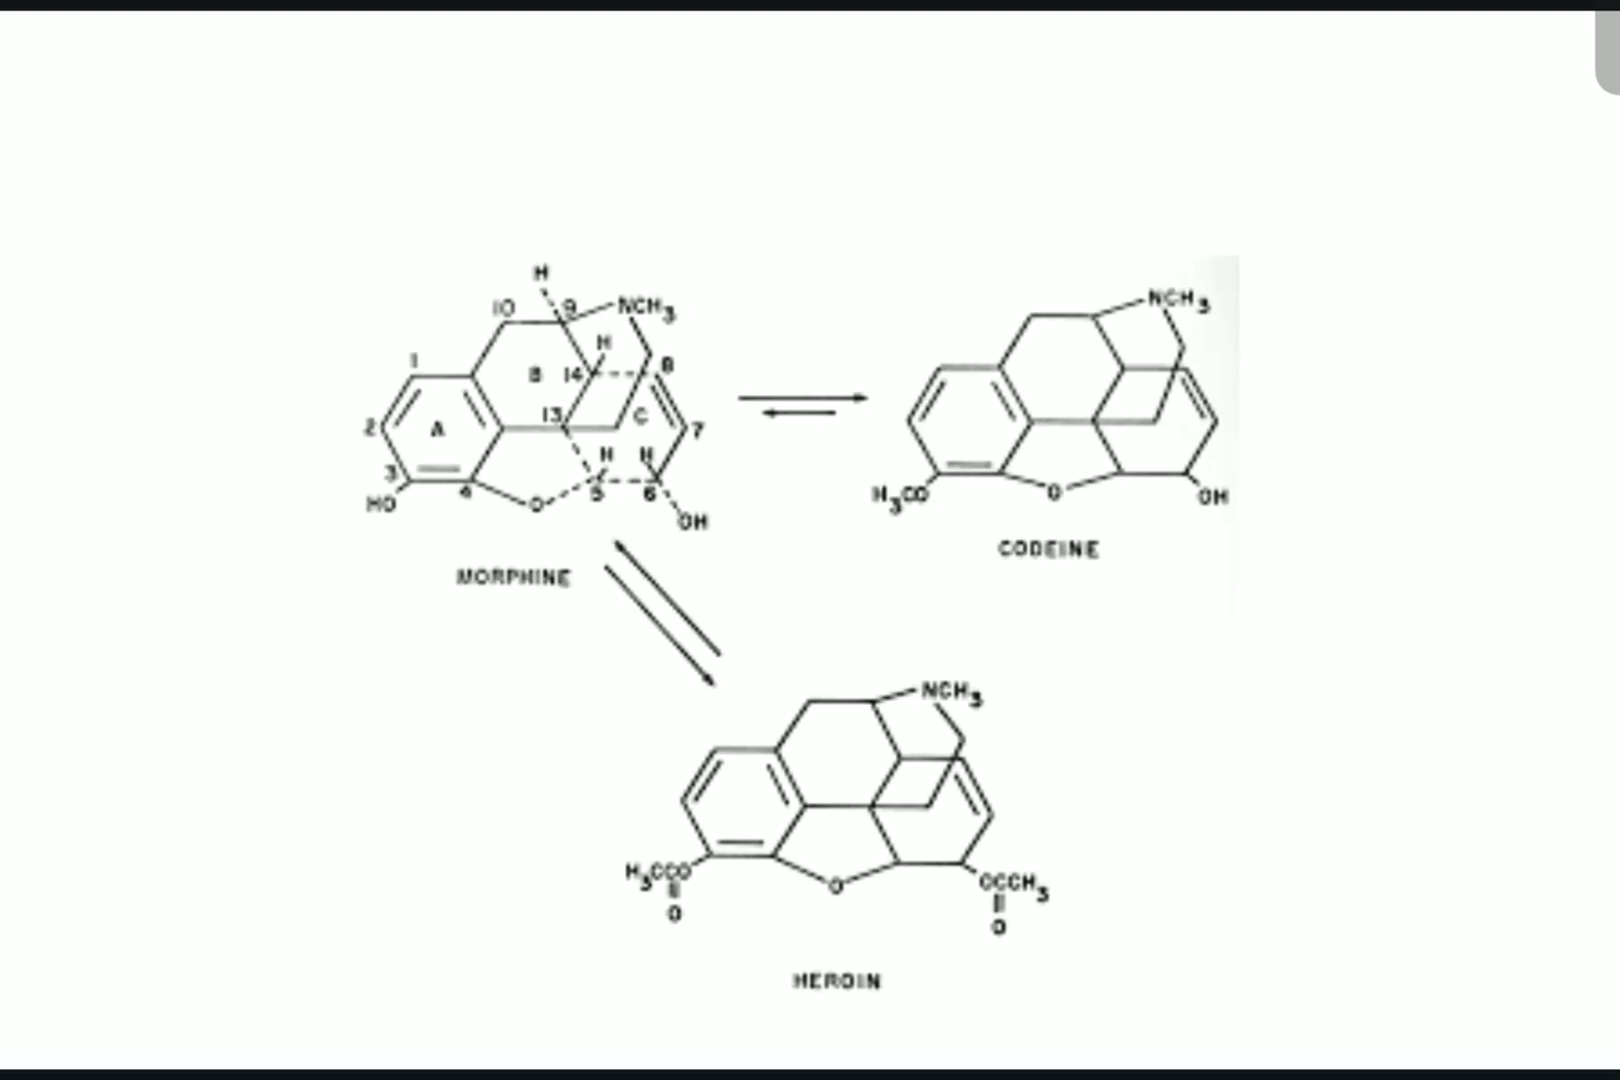 H
10
9
NCH3
H
1
B
14
8
2
A
13
C
7
3
H
H
HO
4
O
5
6
OH
MORPHINE
NCH3
H3CO
O
OH
CODEINE
NCH3
H3CCO
O
O
OCCH3
O
HEROIN